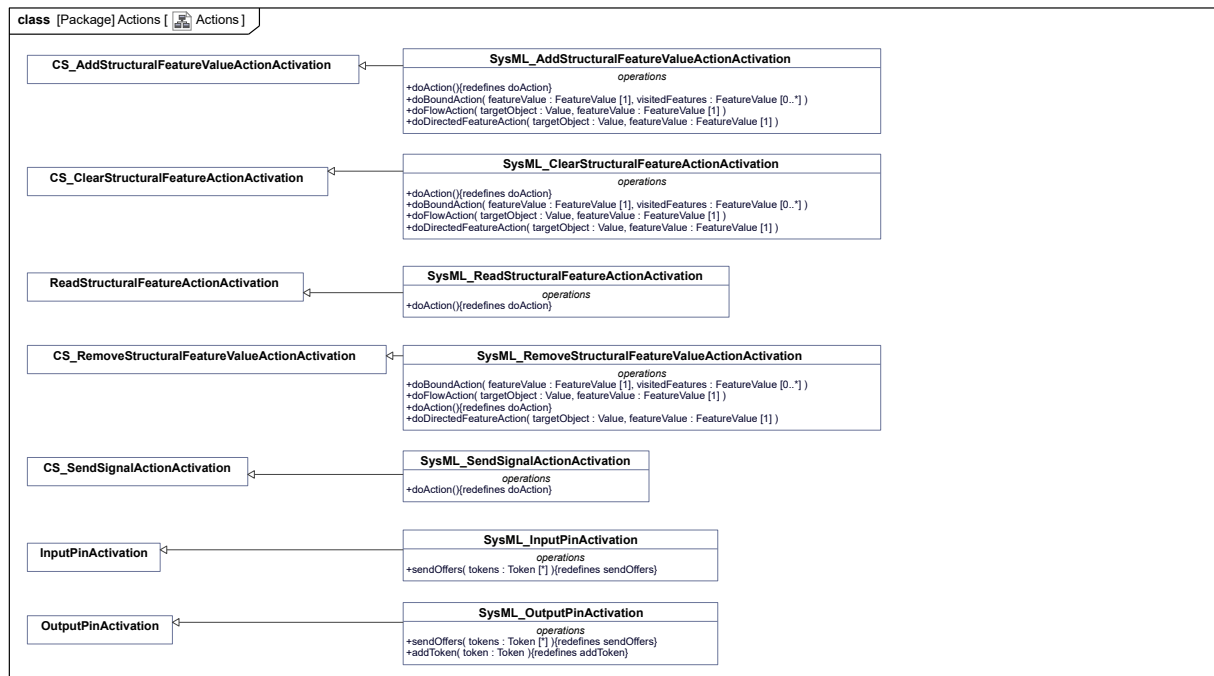 class [Package] Actions [ Actions ]
CS_AddStructuralFeatureValueActionActivation
SysML_AddStructuralFeatureValueActionActivation
operations
+doAction(){redefines doAction}
+doBoundAction( featureValue : FeatureValue [1], visitedFeatures : FeatureValue [0..*] )
+doFlowAction( targetObject : Value, featureValue : FeatureValue [1] )
+doDirectedFeatureAction( targetObject : Value, featureValue : FeatureValue [1] )
CS_ClearStructuralFeatureActionActivation
SysML_ClearStructuralFeatureActionActivation
operations
+doAction(){redefines doAction}
+doBoundAction( featureValue : FeatureValue [1], visitedFeatures : FeatureValue [0..*] )
+doFlowAction( targetObject : Value, featureValue : FeatureValue [1] )
+doDirectedFeatureAction( targetObject : Value, featureValue : FeatureValue [1] )
ReadStructuralFeatureActionActivation
SysML_ReadStructuralFeatureActionActivation
operations
+doAction(){redefines doAction}
CS_RemoveStructuralFeatureValueActionActivation
SysML_RemoveStructuralFeatureValueActionActivation
operations
+doBoundAction( featureValue : FeatureValue [1], visitedFeatures : FeatureValue [0..*] )
+doFlowAction( targetObject : Value, featureValue : FeatureValue [1] )
+doAction(){redefines doAction}
+doDirectedFeatureAction( targetObject : Value, featureValue : FeatureValue [1] )
CS_SendSignalActionActivation
SysML_SendSignalActionActivation
operations
+doAction(){redefines doAction}
InputPinActivation
SysML_InputPinActivation
operations
+sendOffers( tokens : Token [*] ){redefines sendOffers}
OutputPinActivation
SysML_OutputPinActivation
operations
+sendOffers( tokens : Token [*] ){redefines sendOffers}
+addToken( token : Token ){redefines addToken}